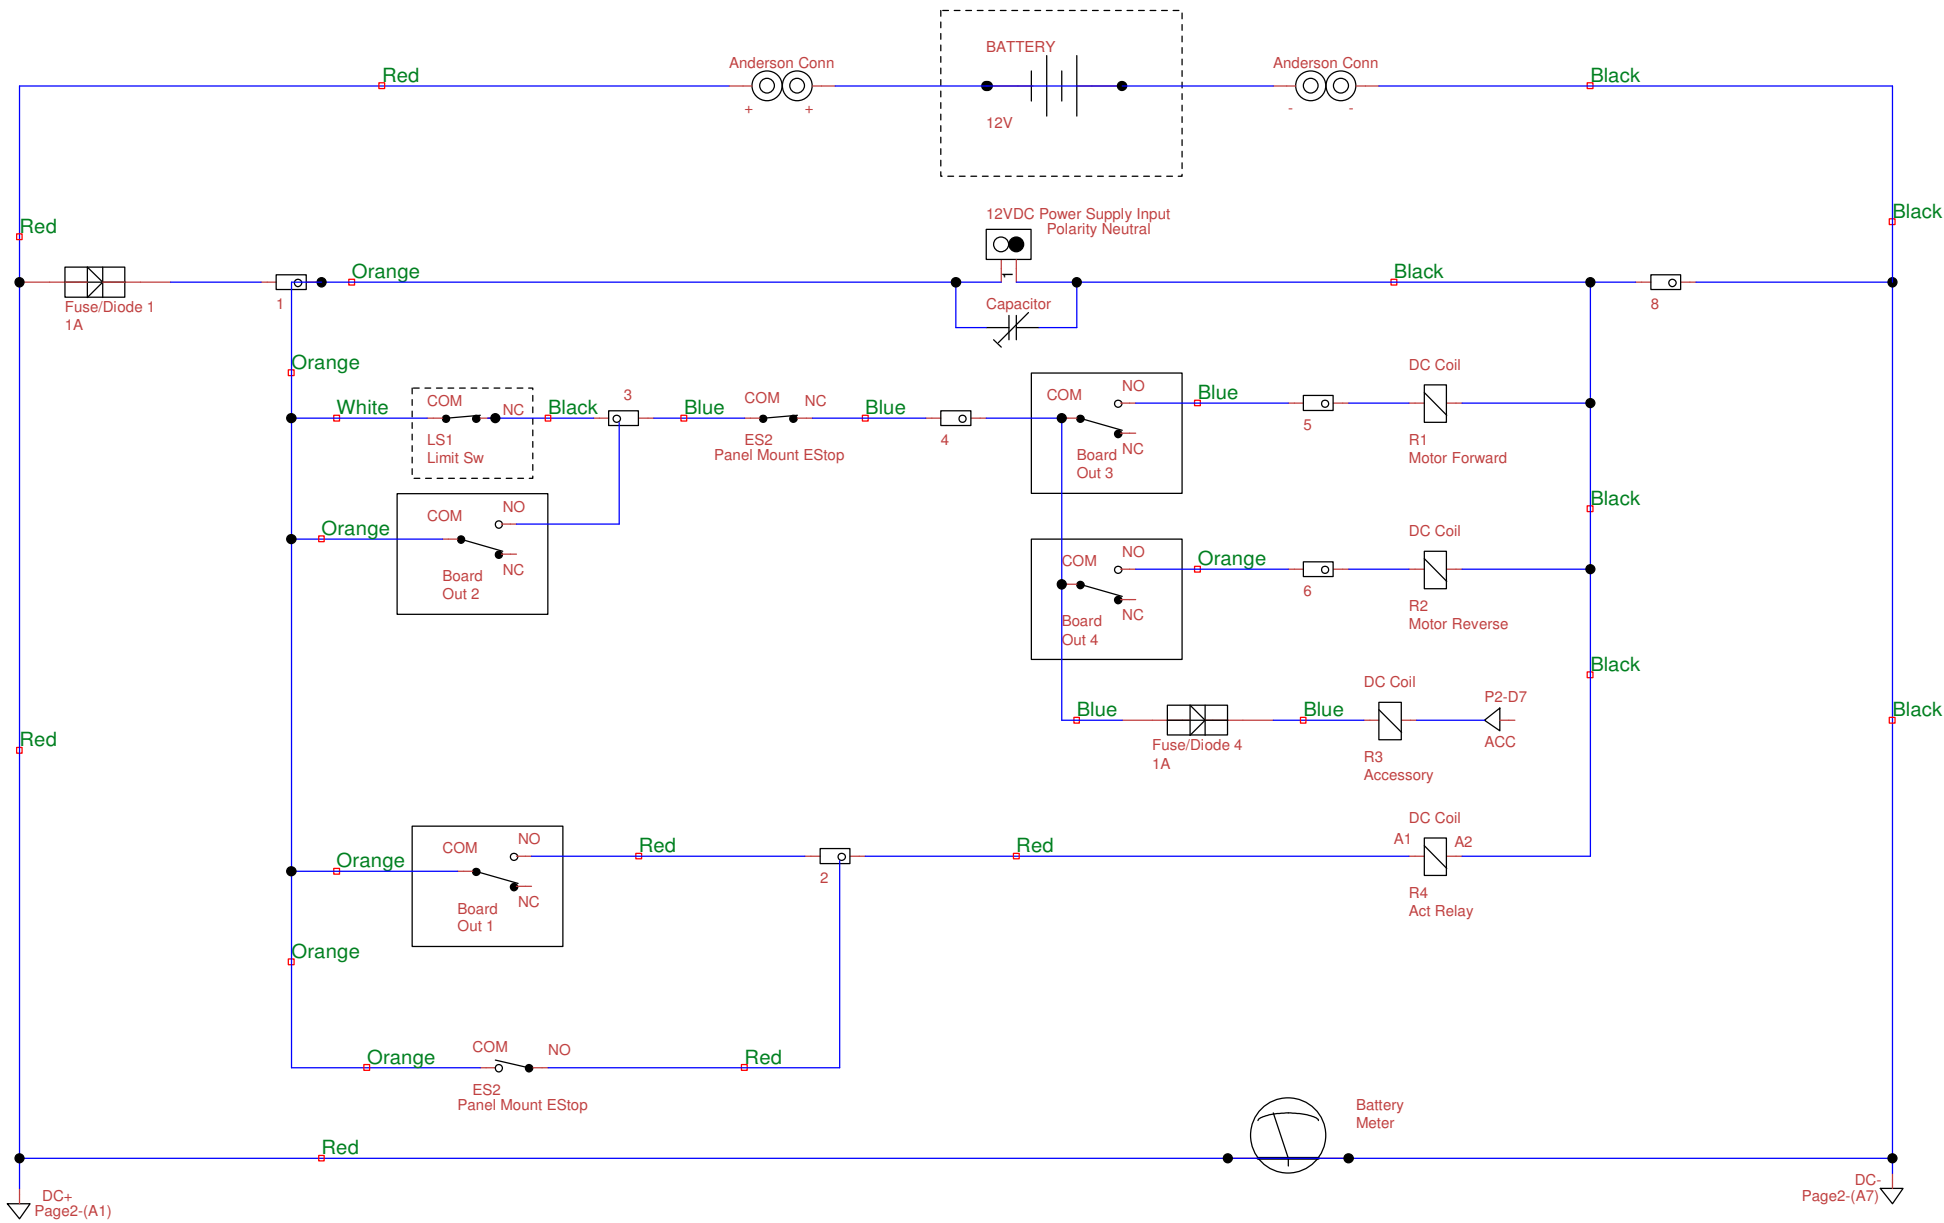 BATTERY
Anderson Conn
Anderson Conn
Red
Black
+
+
-
-
12V
12VDC Power Supply Input
Polarity Neutral
Red
Black
1
Orange
Black
Fuse/Diode 1
1A
1
Capacitor
8
Orange
DC Coil
White
COM
NC
Black
3
Blue
COM
NC
Blue
COM
NO
Blue
LS1
Limit Sw
ES2
Panel Mount EStop
4
Board
Out 3
NC
5
R1
Motor Forward
NO
COM
Orange
NC
Board
Out 2
Black
DC Coil
NO
COM
Orange
NC
Board
Out 4
6
R2
Motor Reverse
Black
DC Coil
P2-D7
Blue
Blue
Black
Fuse/Diode 4
1A
ACC
R3
Accessory
Red
DC Coil
COM
NO
Red
Red
A1
A2
Orange
2
NC
Board
Out 1
R4
Act Relay
Orange
COM
NO
Orange
Red
ES2
Panel Mount EStop
Battery
Meter
Red
DC+
Page2-(A1)
DC-
Page2-(A7)